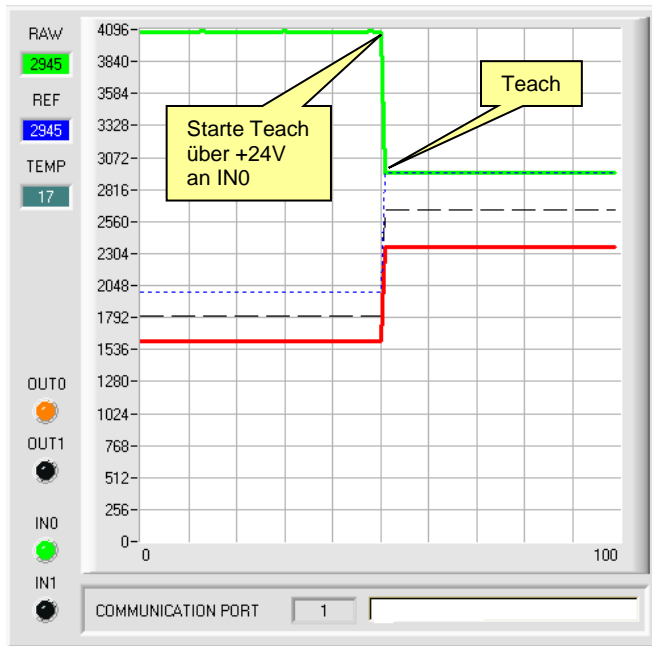 RAW
2945
REF
2945
TEMP
17
OUT0
OUT1
IN0
IN1
4096
3840
3584
3328
3072
2816
2560
2304
2048
1792
1536
1280
1024
768
512
256
0
0
100
Starte Teach
über +24V
an IN0
Teach
COMMUNICATION PORT
1